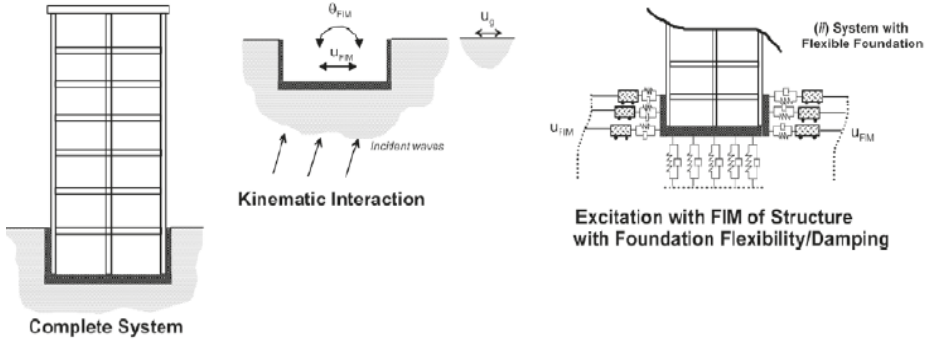 Complete System
θFIM
uFIM
ug
Incident waves
Kinematic Interaction
(ii) System with
Flexible Foundation
uFIM
uFIM
Excitation with FIM of Structure
with Foundation Flexibility/Damping